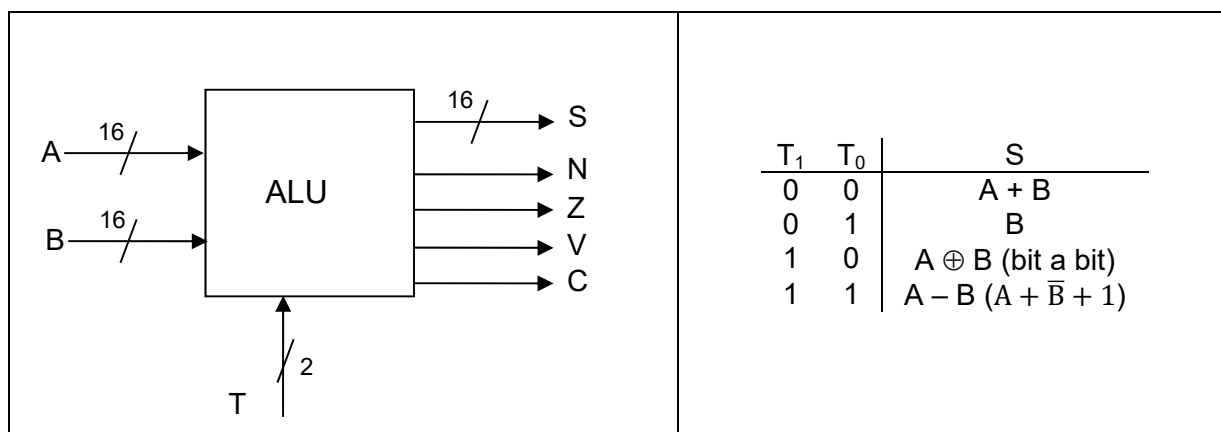 16
S
16
A
N
ALU
Z
16
B
V
C
2
T
T₁ T₀ S
0 0 A + B
0 1 B
1 0 A ⊕ B (bit a bit)
1 1 A – B (A + B̅ + 1)